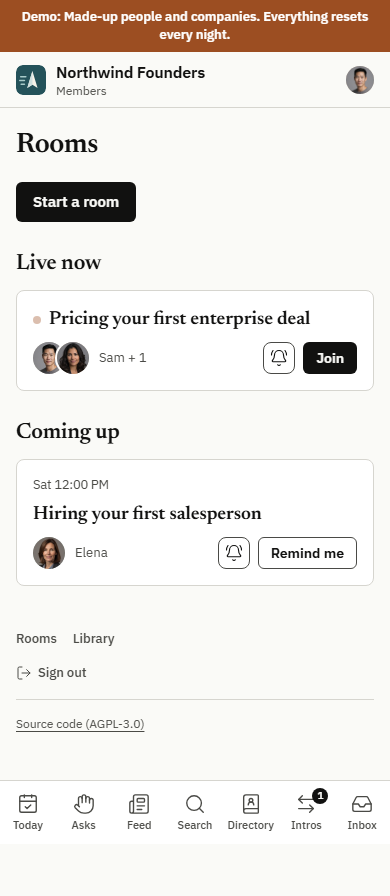 Demo: Made-up people and companies. Everything resets
every night.
Northwind Founders
Members
Rooms
Start a room
Live now
Pricing your first enterprise deal
Sam + 1
Join
Coming up
Sat 12:00 PM
Hiring your first salesperson
Elena
Remind me
Rooms Library
Sign out
Source code (AGPL-3.0)
1
Today Asks Feed Search Directory Intros Inbox